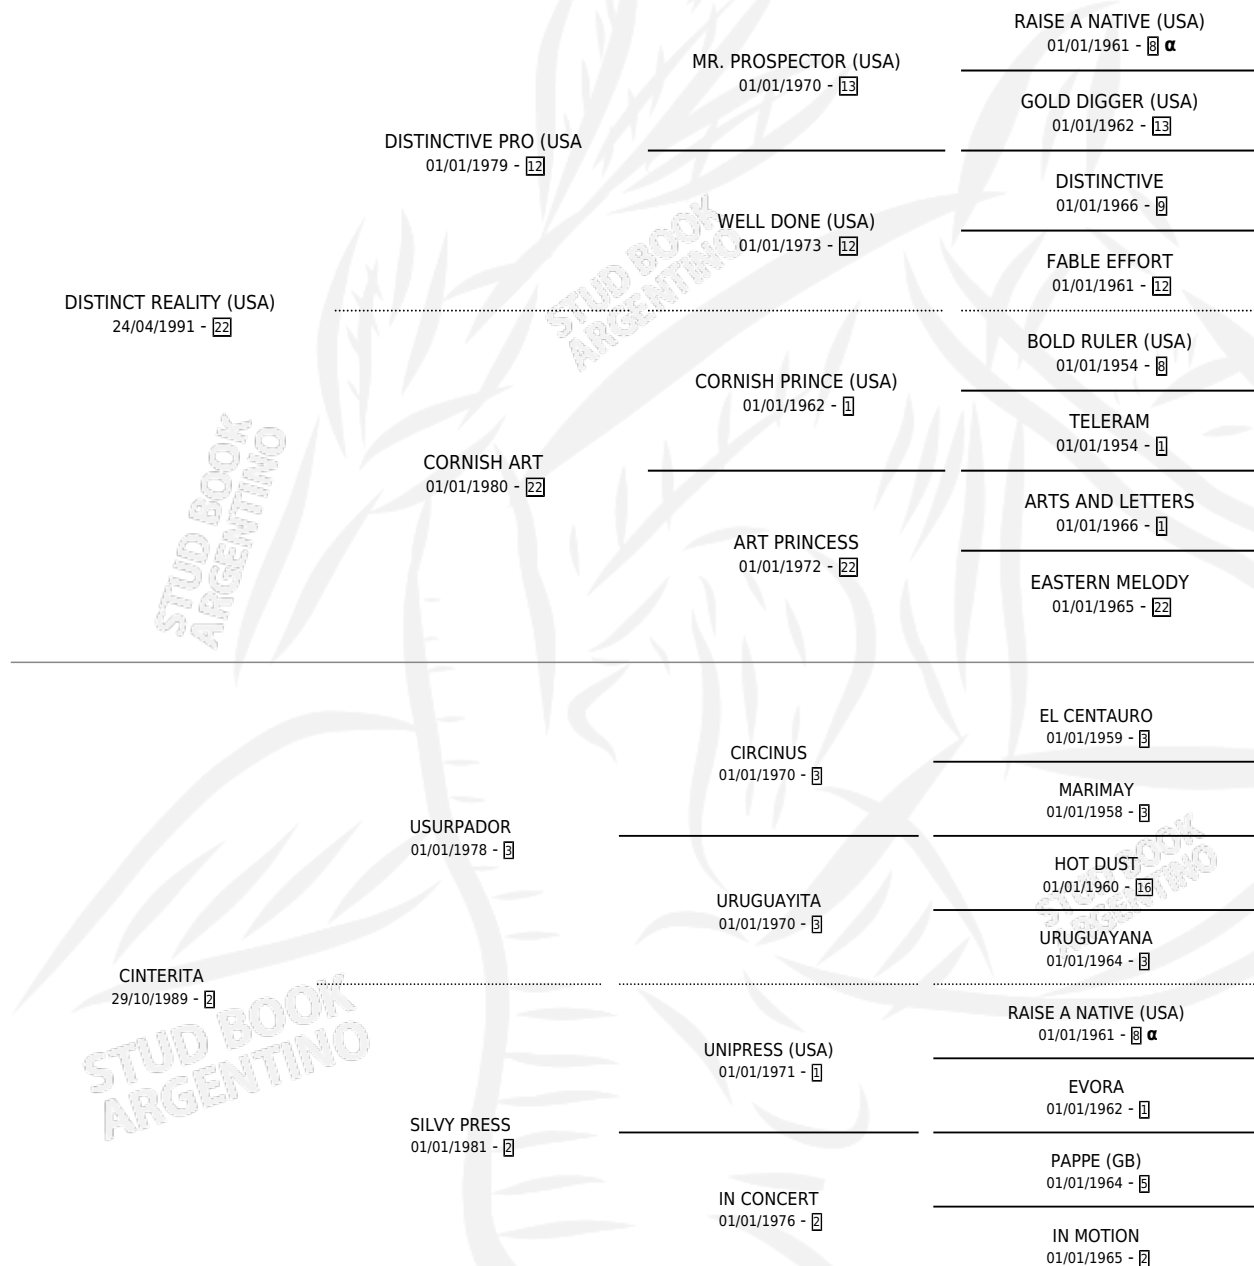 RAISE A NATIVE (USA)
01/01/1961 - 8 α
MR. PROSPECTOR (USA)
01/01/1970 - 13
GOLD DIGGER (USA)
01/01/1962 - 13
DISTINCTIVE PRO (USA
01/01/1979 - 12
DISTINCTIVE
01/01/1966 - 9
WELL DONE (USA)
01/01/1973 - 12
FABLE EFFORT
01/01/1961 - 12
DISTINCT REALITY (USA)
24/04/1991 - 22
BOLD RULER (USA)
01/01/1954 - 8
CORNISH PRINCE (USA)
01/01/1962 - 1
TELERAM
01/01/1954 - 1
CORNISH ART
01/01/1980 - 22
ARTS AND LETTERS
01/01/1966 - 1
ART PRINCESS
01/01/1972 - 22
EASTERN MELODY
01/01/1965 - 22
EL CENTAURO
01/01/1959 - 3
CIRCINUS
01/01/1970 - 3
MARIMAY
01/01/1958 - 3
USURPADOR
01/01/1978 - 3
HOT DUST
01/01/1960 - 16
URUGUAYITA
01/01/1970 - 3
URUGUAYANA
01/01/1964 - 3
CINTERITA
29/10/1989 - 2
RAISE A NATIVE (USA)
01/01/1961 - 8 α
UNIPRESS (USA)
01/01/1971 - 1
EVORA
01/01/1962 - 1
SILVY PRESS
01/01/1981 - 2
PAPPE (GB)
01/01/1964 - 5
IN CONCERT
01/01/1976 - 2
IN MOTION
01/01/1965 - 2
STUD BOOK
ARGENTINO
STUD BOOK
ARGENTINO
STUD BOOK
ARGENTINO
STUD BOOK
ARGENTINO